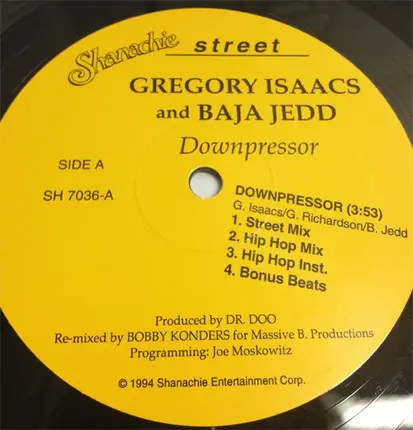 Shanachie street
GREGORY ISAACS
and BAJA JEDD
Downpressor
SIDE A
SH 7036-A
DOWNPRESSOR (3:53)
G. Isaacs/G. Richardson/B. Jedd
1. Street Mix
2. Hip Hop Mix
3. Hip Hop Inst.
4. Bonus Beats
Produced by DR. DOO
Re-mixed by BOBBY KONDERS for Massive B. Productions
Programming: Joe Moskowitz
© 1994 Shanachie Entertainment Corp.